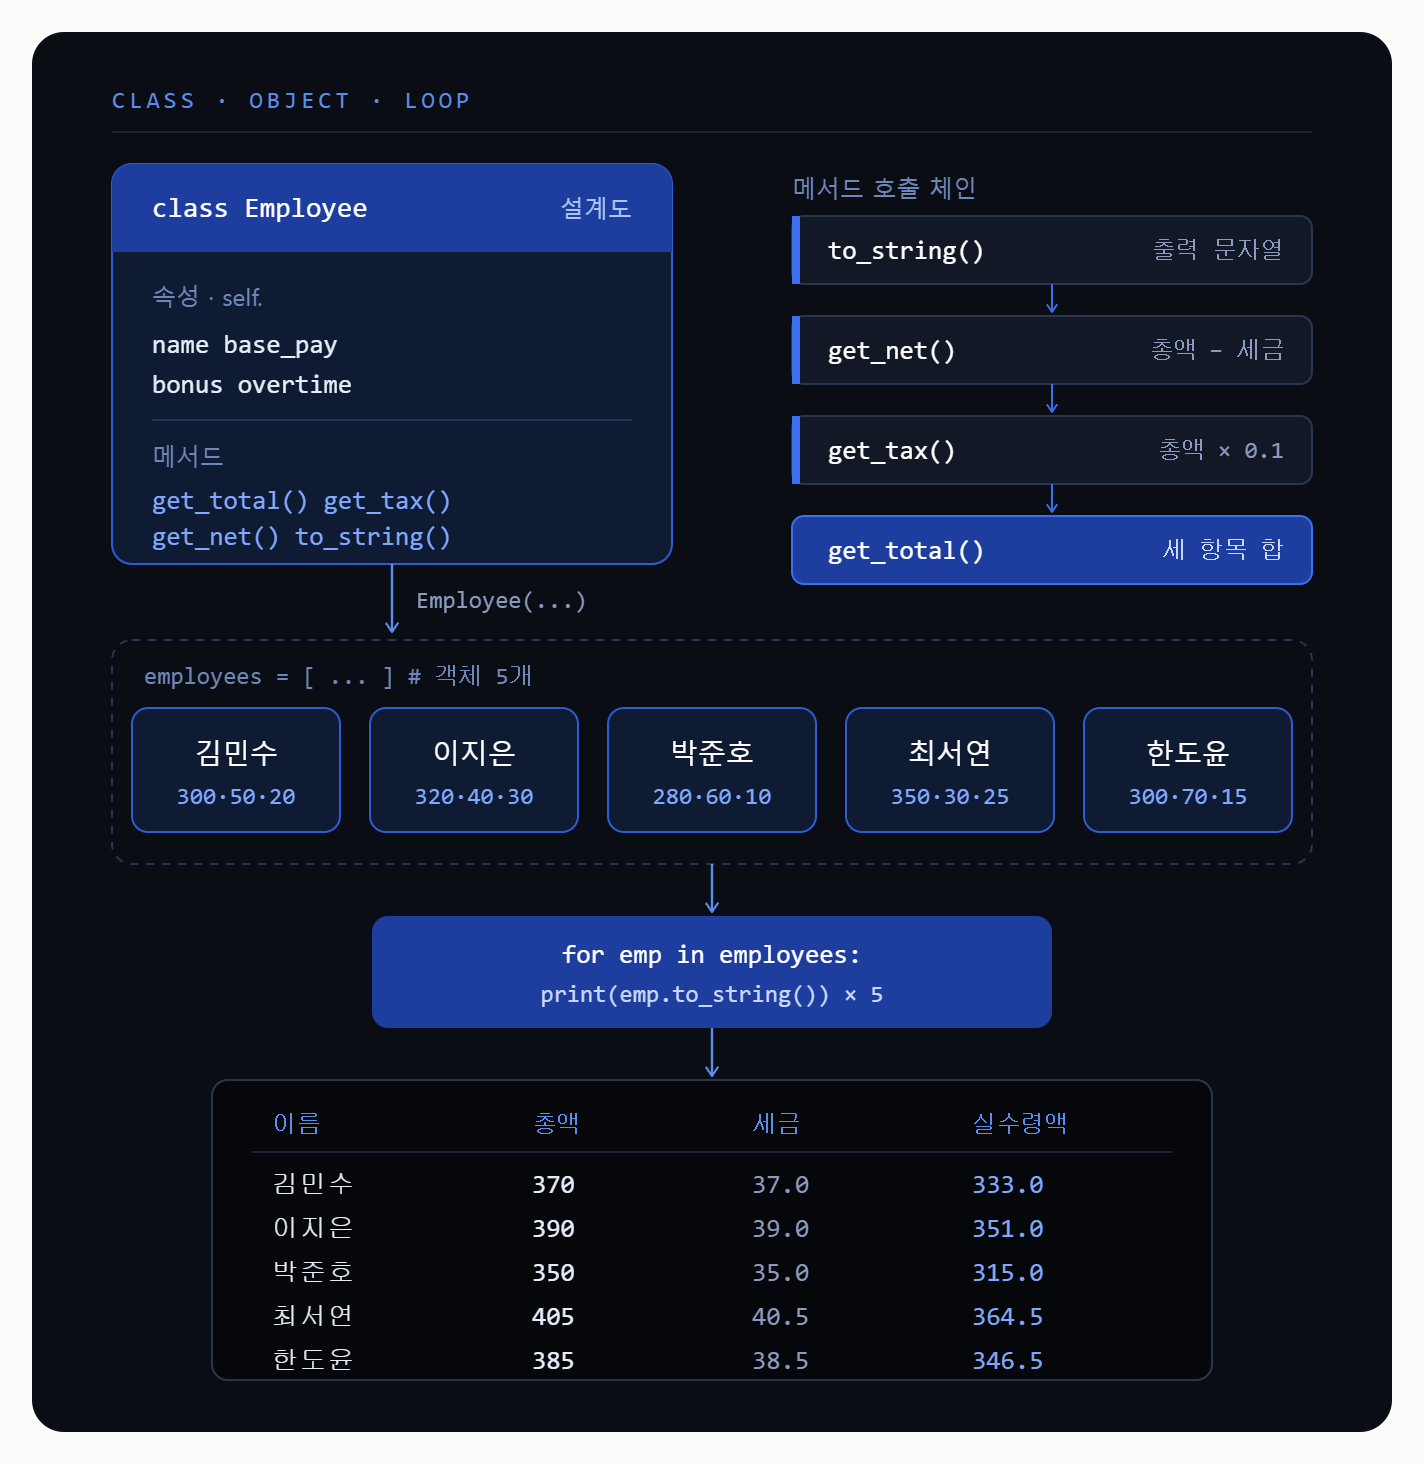 CLASS · OBJECT · LOOP
class Employee 설계도
속성 · self.
name base_pay
bonus overtime
메서드
get_total() get_tax()
get_net() to_string()
메서드 호출 체인
to_string() 출력 문자열
get_net() 총액 − 세금
get_tax() 총액 × 0.1
get_total() 세 항목 합
Employee(...)
employees = [ ... ] # 객체 5개
김민수 이지은 박준호 최서연 한도윤
300·50·20 320·40·30 280·60·10 350·30·25 300·70·15
for emp in employees:
print(emp.to_string()) × 5
이름 총액 세금 실수령액
김민수 370 37.0 333.0
이지은 390 39.0 351.0
박준호 350 35.0 315.0
최서연 405 40.5 364.5
한도윤 385 38.5 346.5